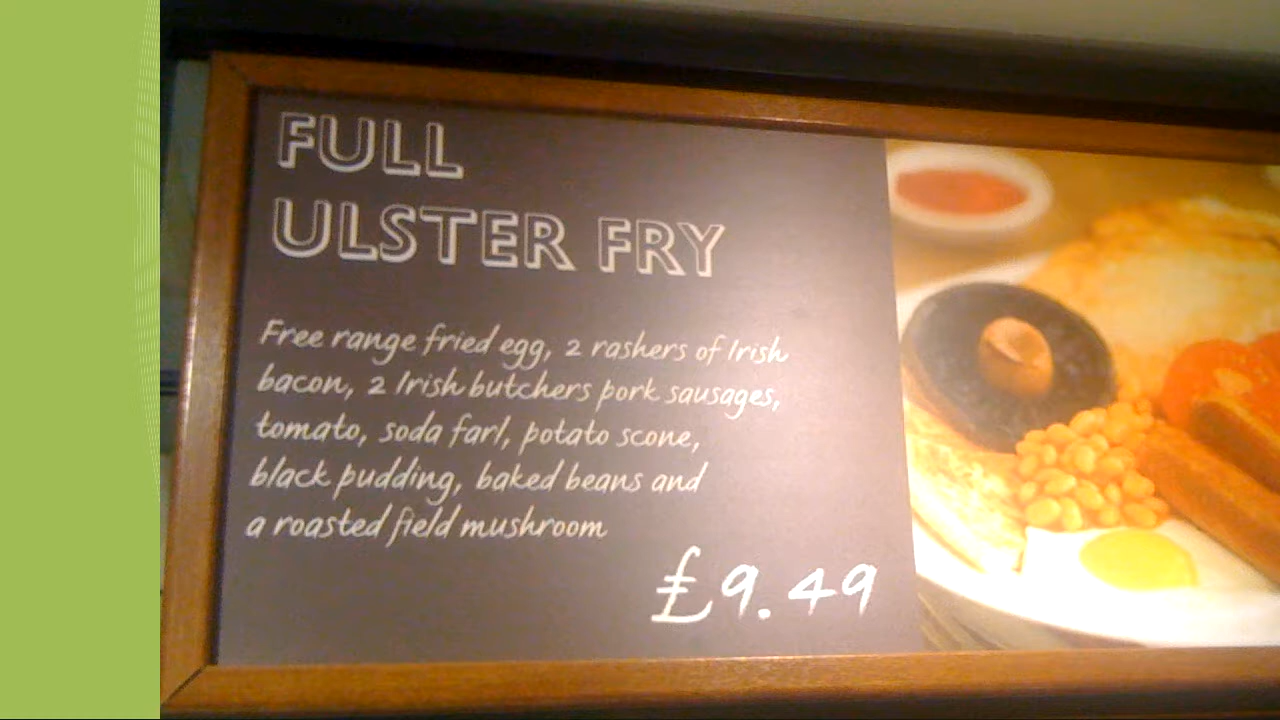 FULL
ULSTER FRY
Free range fried egg, 2 rashers of Irish
bacon, 2 Irish butchers pork sausages,
tomato, soda farl, potato scone,
black pudding, baked beans and
a roasted field mushroom
£9.49